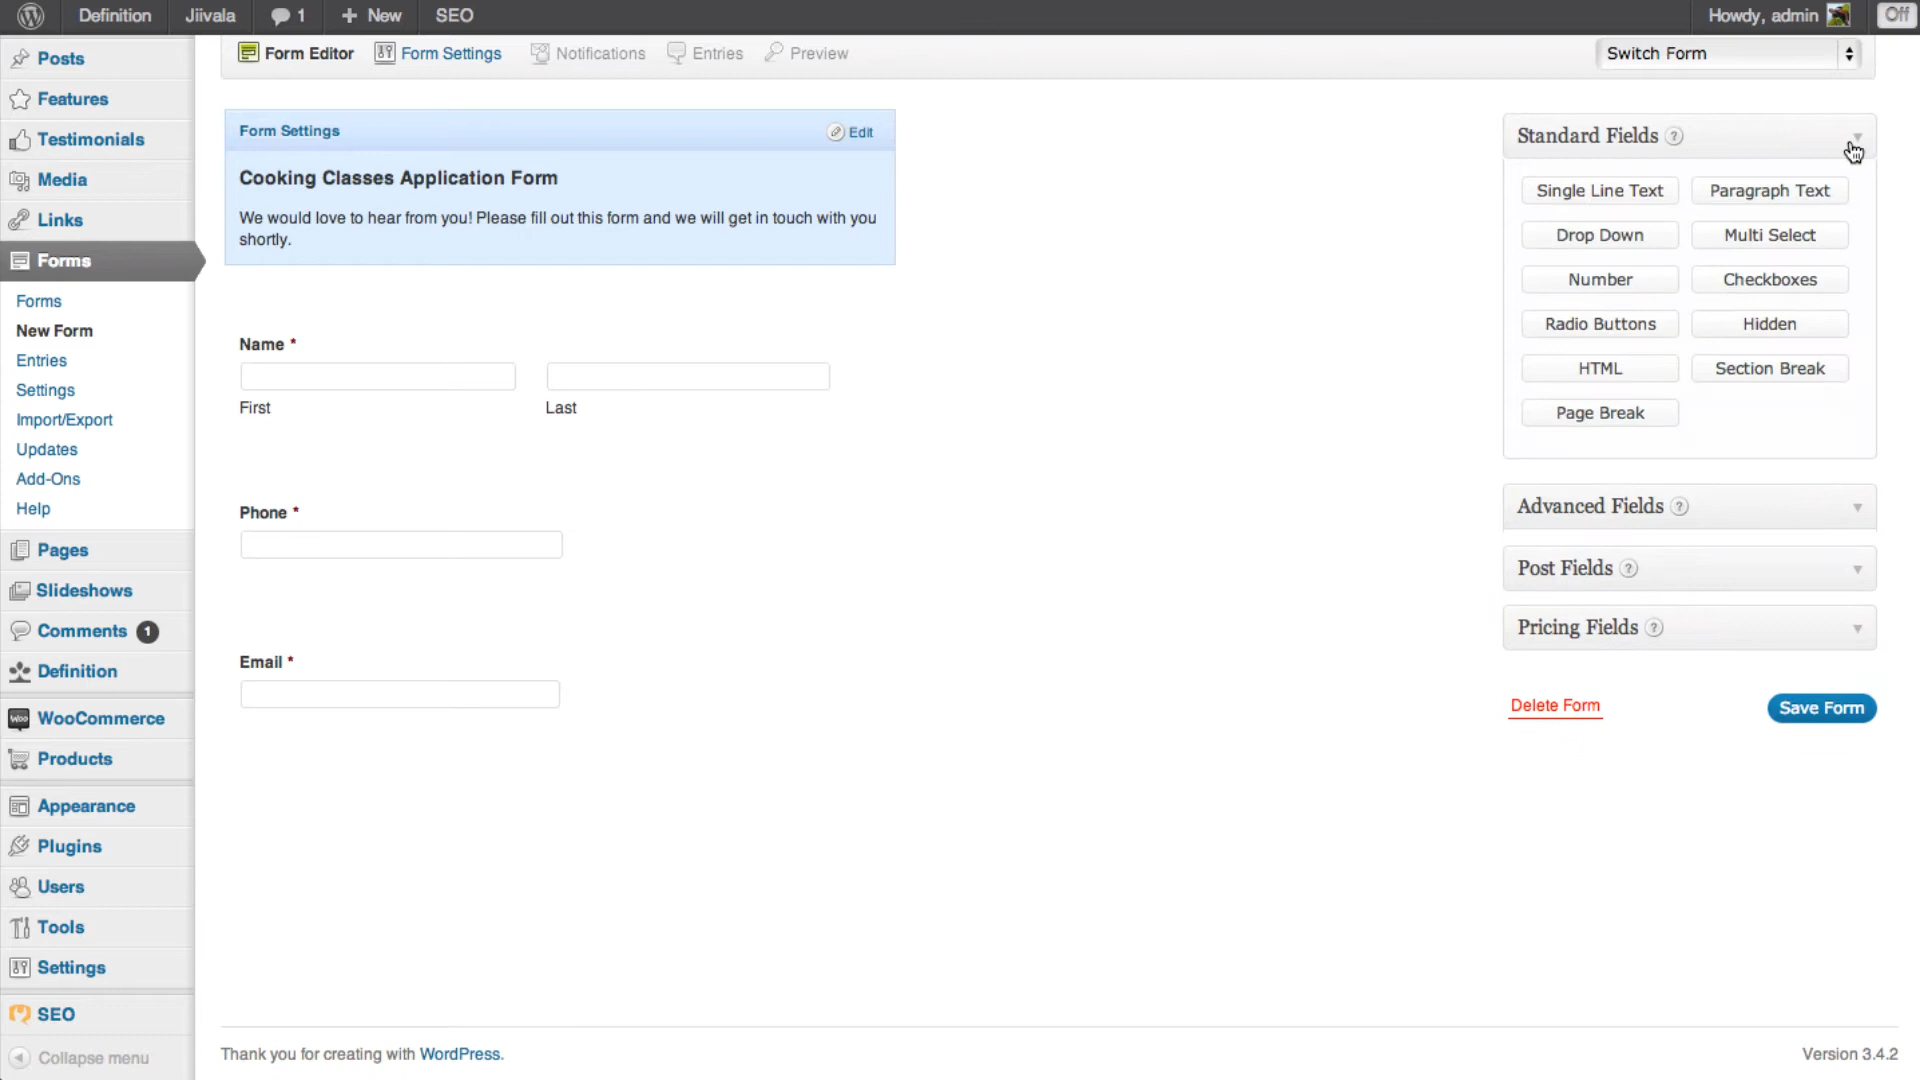 Definition Jiivala 1 New SEO Howdy, admin Off
Posts
Features
Testimonials
Media
Links
Forms
Forms
New Form
Entries
Settings
Import/Export
Updates
Add-Ons
Help
Pages
Slideshows
Comments 1
Definition
WooCommerce
Products
Appearance
Plugins
Users
Tools
Settings
SEO
Collapse menu
Form Editor Form Settings Notifications Entries Preview Switch Form
Form Settings Edit
Cooking Classes Application Form
We would love to hear from you! Please fill out this form and we will get in touch with you
shortly.
Name *
First Last
Phone *
Email *
Standard Fields ?
Single Line Text Paragraph Text
Drop Down Multi Select
Number Checkboxes
Radio Buttons Hidden
HTML Section Break
Page Break
Advanced Fields ?
Post Fields ?
Pricing Fields ?
Delete Form Save Form
Thank you for creating with WordPress. Version 3.4.2